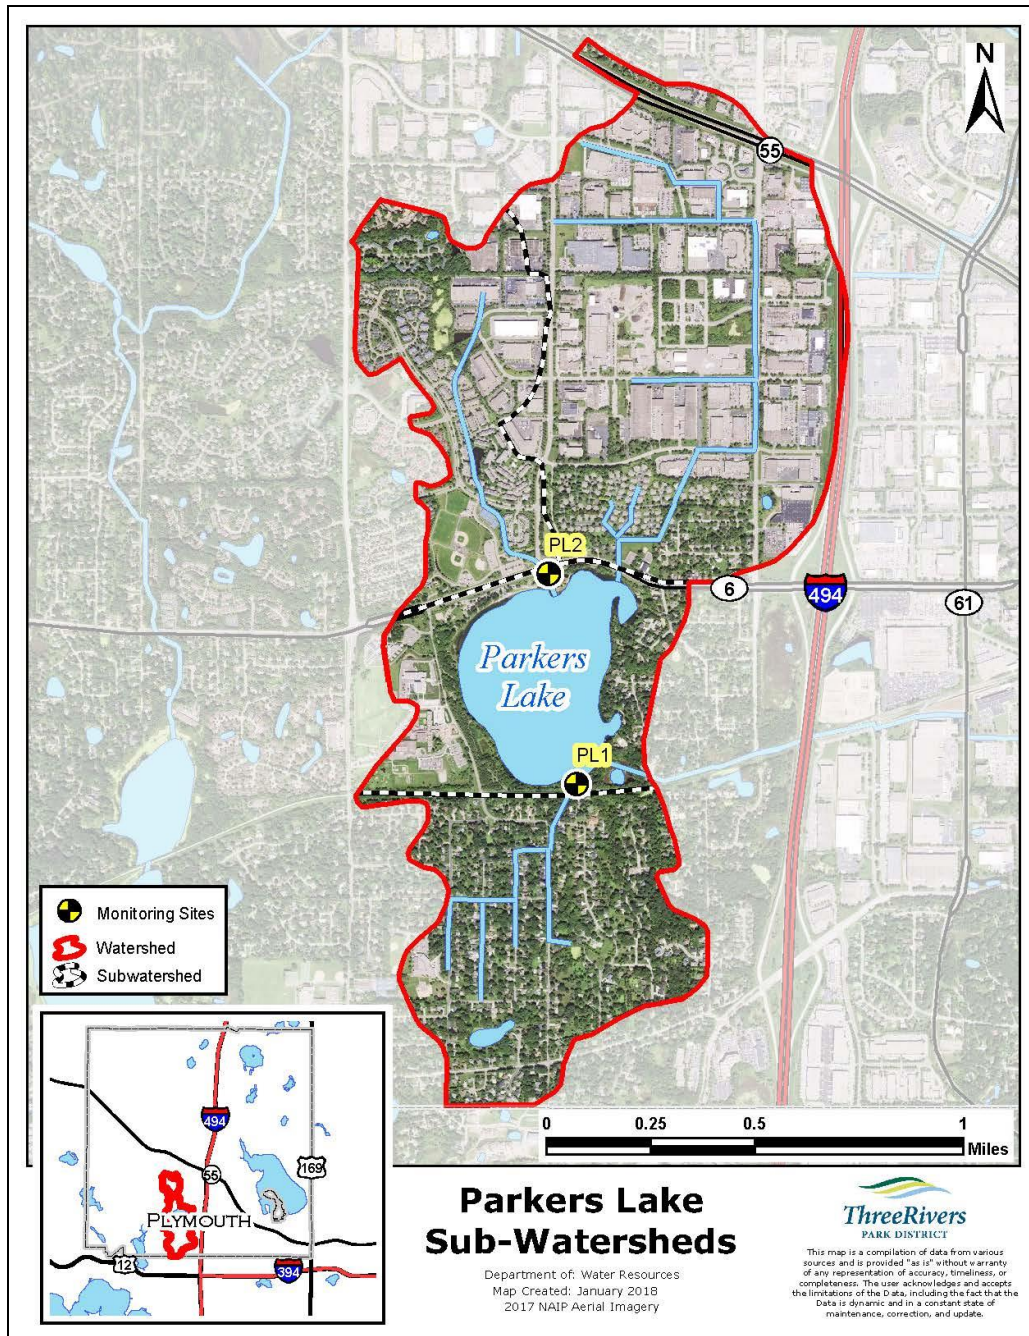 N
55
PL2
6
494
61
Parkers
Lake
PL1
Monitoring Sites
Watershed
Subwatershed
0 0.25 0.5 1
Miles
494
55
169
PLYMOUTH
12
394
Parkers Lake
Sub-Watersheds
Department of: Water Resources
Map Created: January 2018
2017 NAIP Aerial Imagery
ThreeRivers
PARK DISTRICT
This map is a compilation of data from various
sources and is provided "as is" without warranty
of any representation of accuracy, timeliness, or
completeness. The user acknowledges and accepts
the limitations of the Data, including the fact that the
Data is dynamic and in a constant state of
maintenance, correction, and update.